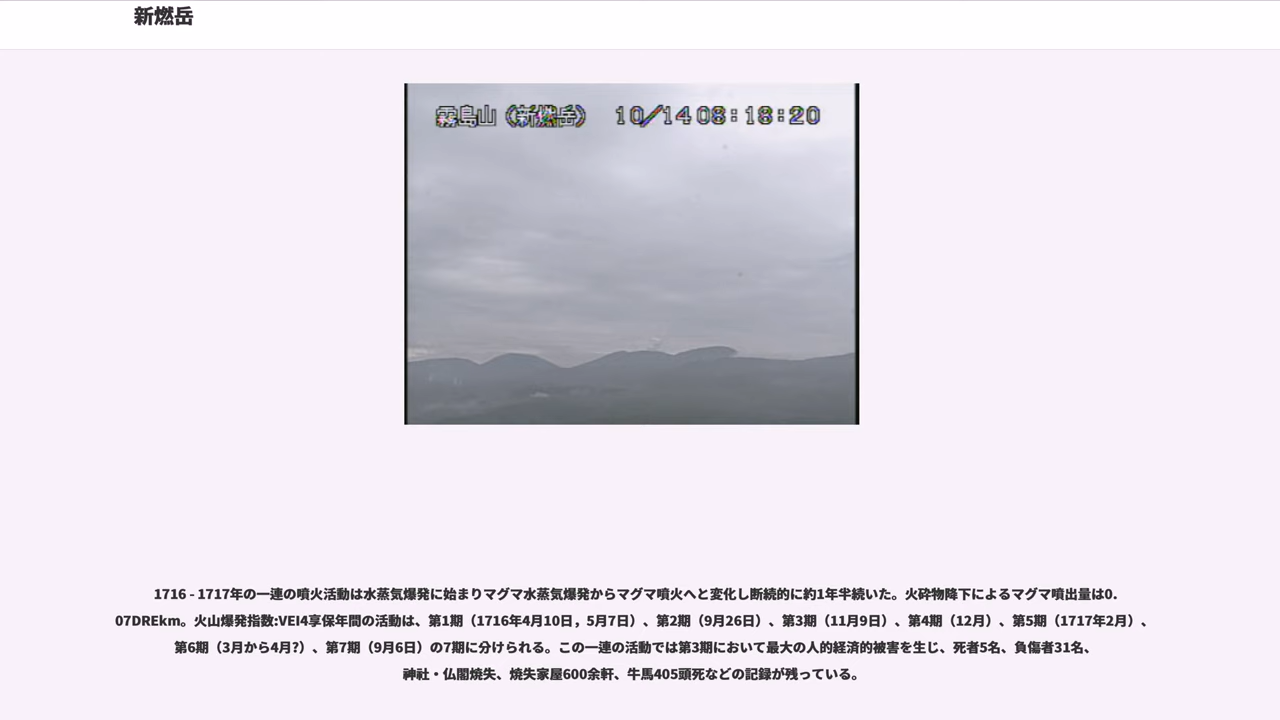 新燃岳
霧島山（新燃岳） 10/14 08:18:20
1716 - 1717年の一連の噴火活動は水蒸気爆発に始まりマグマ水蒸気爆発からマグマ噴火へと変化し断続的に約1年半続いた。火砕物降下によるマグマ噴出量は0.
07DREkm。火山爆発指数:VEI4享保年間の活動は、第1期（1716年4月10日，5月7日）、第2期（9月26日）、第3期（11月9日）、第4期（12月）、第5期（1717年2月）、
第6期（3月から4月?）、第7期（9月6日）の7期に分けられる。この一連の活動では第3期において最大の人的経済的被害を生じ、死者5名、負傷者31名、
神社・仏閣焼失、焼失家屋600余軒、牛馬405頭死などの記録が残っている。